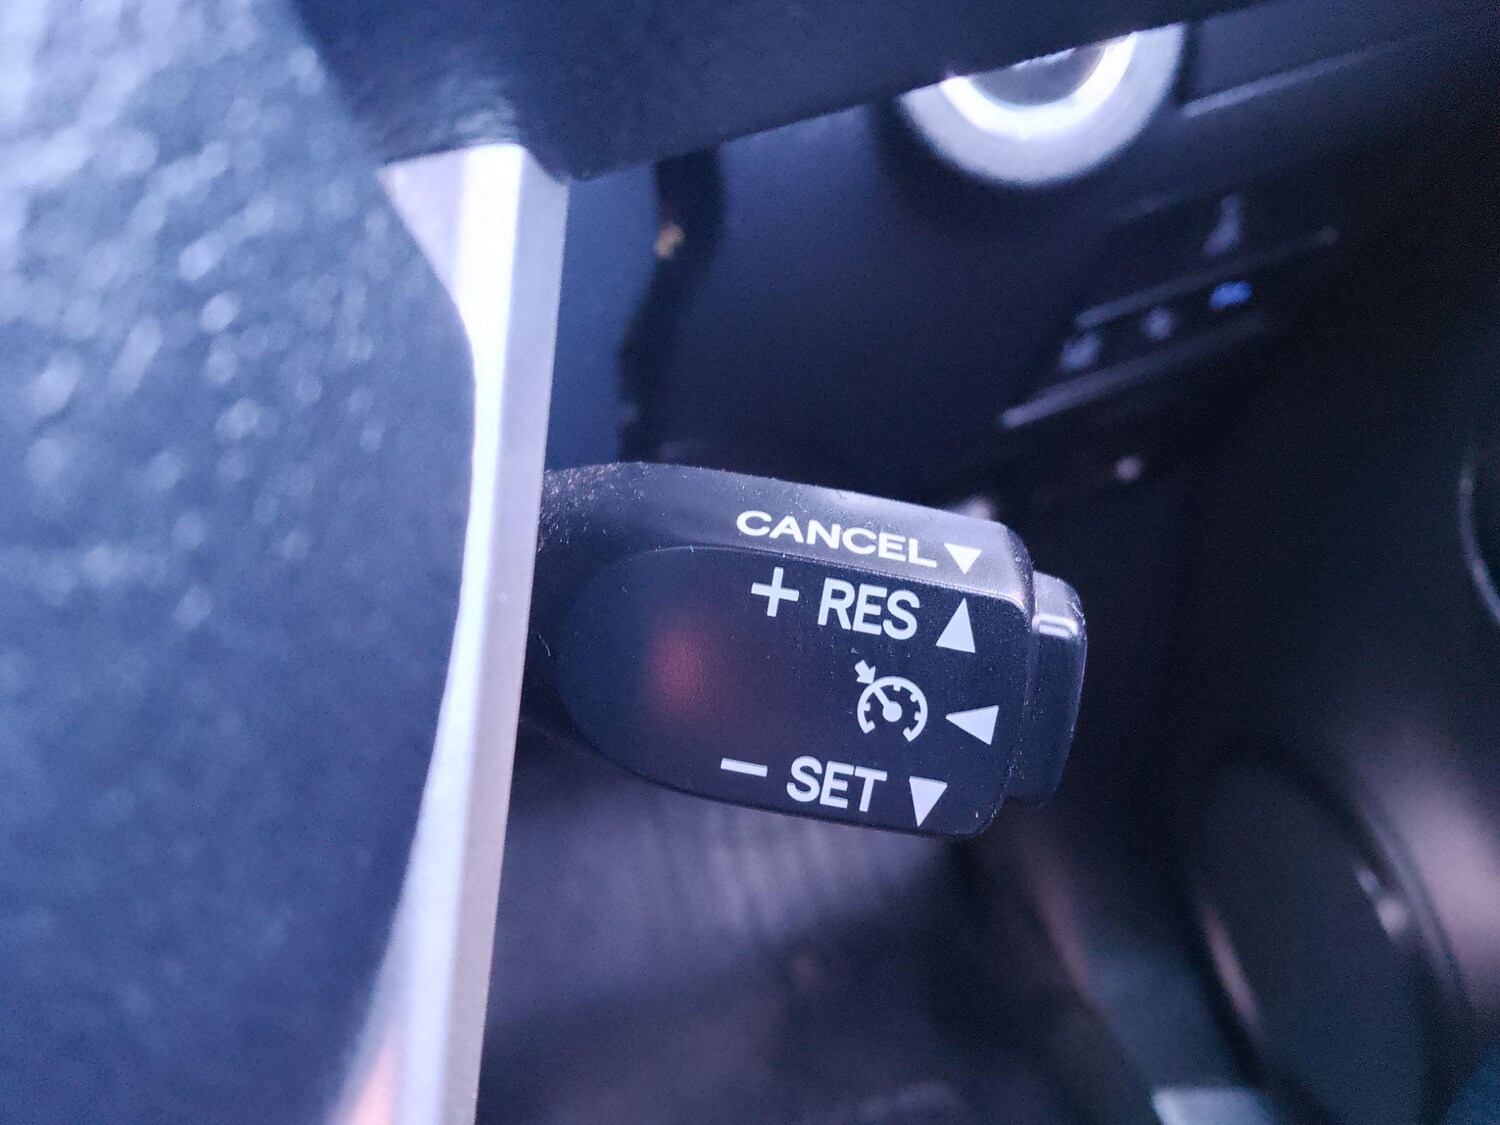 CANCEL ▼
+ RES ▲
◀
− SET ▼